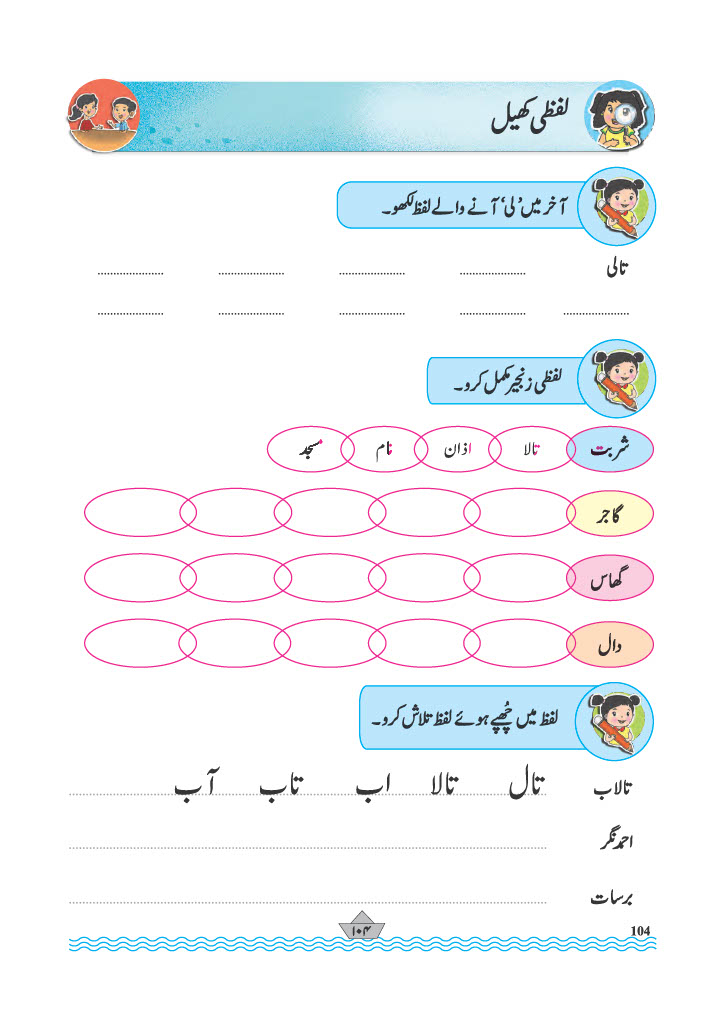 لفظی کھیل
آخر میں ’لی‘ آنے والے لفظ لکھو۔
تالی
لفظی زنجیر مکمل کرو۔
شربت تالا اذان نام مسجد
گاجر
گھاس
دال
لفظ میں چُھپے ہوئے لفظ تلاش کرو۔
تالاب تال تالا اب تاب آب
احمد نگر
برسات
۱۰۴
104